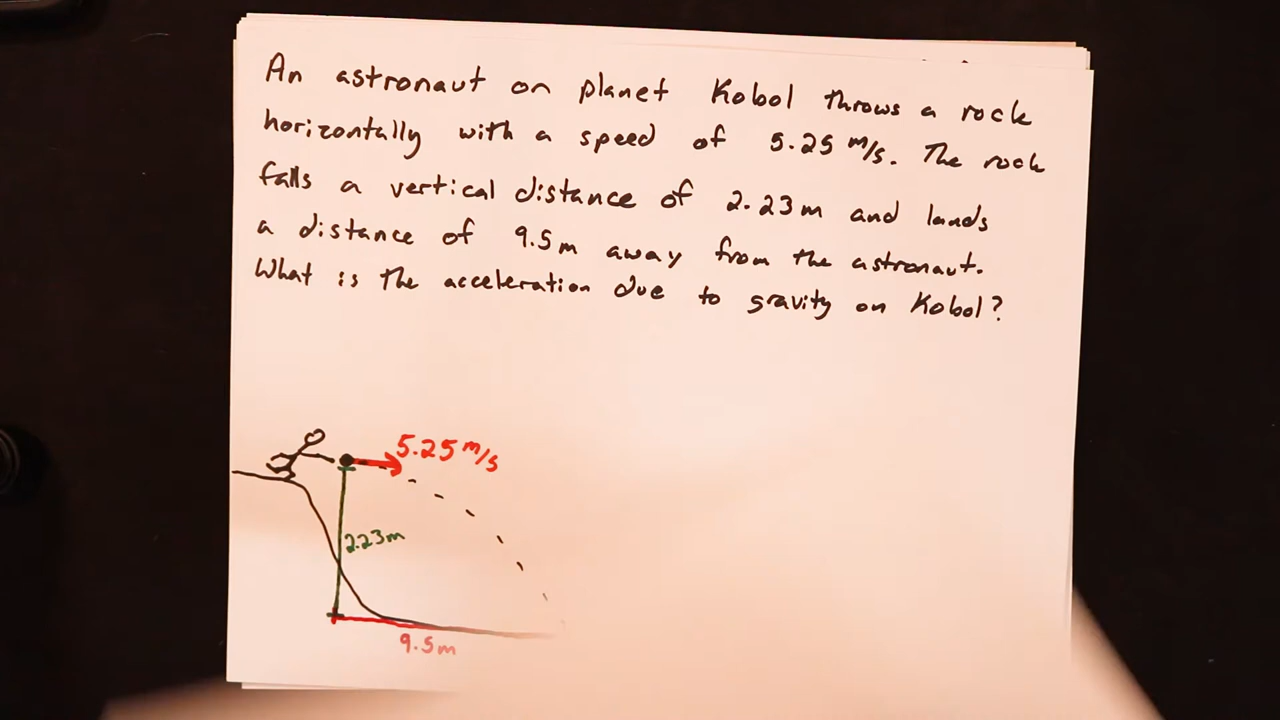 An astronaut on planet Kobol throws a rock
horizontally with a speed of 5.25 m/s. The rock
falls a vertical distance of 2.23m and lands
a distance of 9.5m away from the astronaut.
What is the acceleration due to gravity on Kobol?
5.25 m/s
2.23m
9.5m